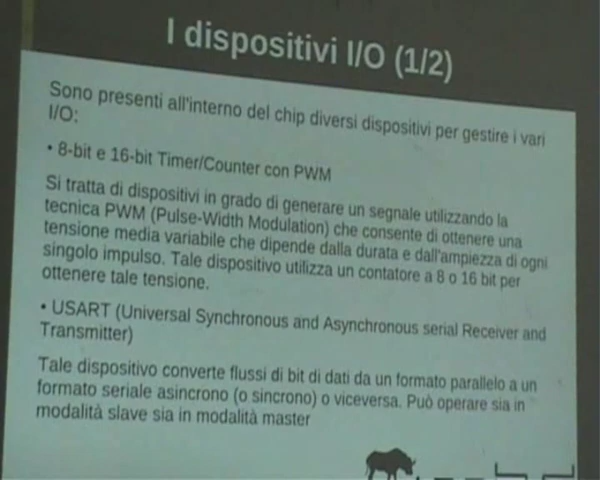 I dispositivi I/O (1/2)
Sono presenti all'interno del chip diversi dispositivi per gestire i vari
I/O:
• 8-bit e 16-bit Timer/Counter con PWM
Si tratta di dispositivi in grado di generare un segnale utilizzando la
tecnica PWM (Pulse-Width Modulation) che consente di ottenere una
tensione media variabile che dipende dalla durata e dall'ampiezza di ogni
singolo impulso. Tale dispositivo utilizza un contatore a 8 o 16 bit per
ottenere tale tensione.
• USART (Universal Synchronous and Asynchronous serial Receiver and
Transmitter)
Tale dispositivo converte flussi di bit di dati da un formato parallelo a un
formato seriale asincrono (o sincrono) o viceversa. Può operare sia in
modalità slave sia in modalità master